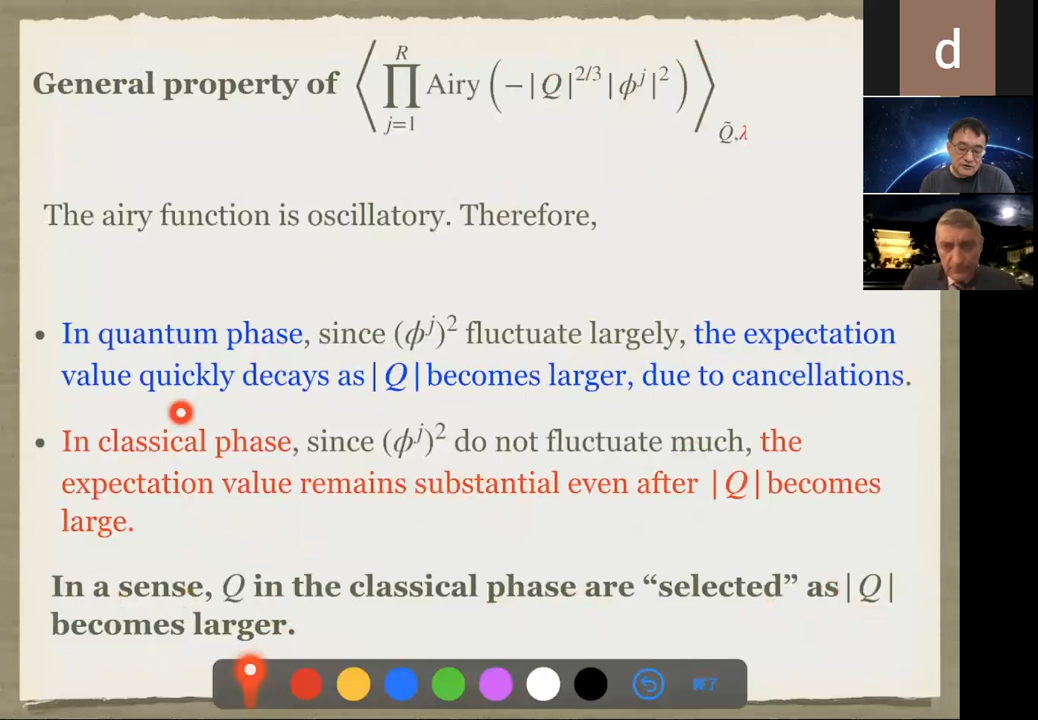 General property of ⟨ ∏_{j=1}^{R} Airy ( −|Q|^{2/3} |ϕ^j|^2 ) ⟩_{Q̃,λ}
d
The airy function is oscillatory. Therefore,
• In quantum phase, since (ϕ^j)^2 fluctuate largely, the expectation
value quickly decays as |Q| becomes larger, due to cancellations.
• In classical phase, since (ϕ^j)^2 do not fluctuate much, the
expectation value remains substantial even after |Q| becomes
large.
In a sense, Q in the classical phase are “selected” as |Q|
becomes larger.
終了